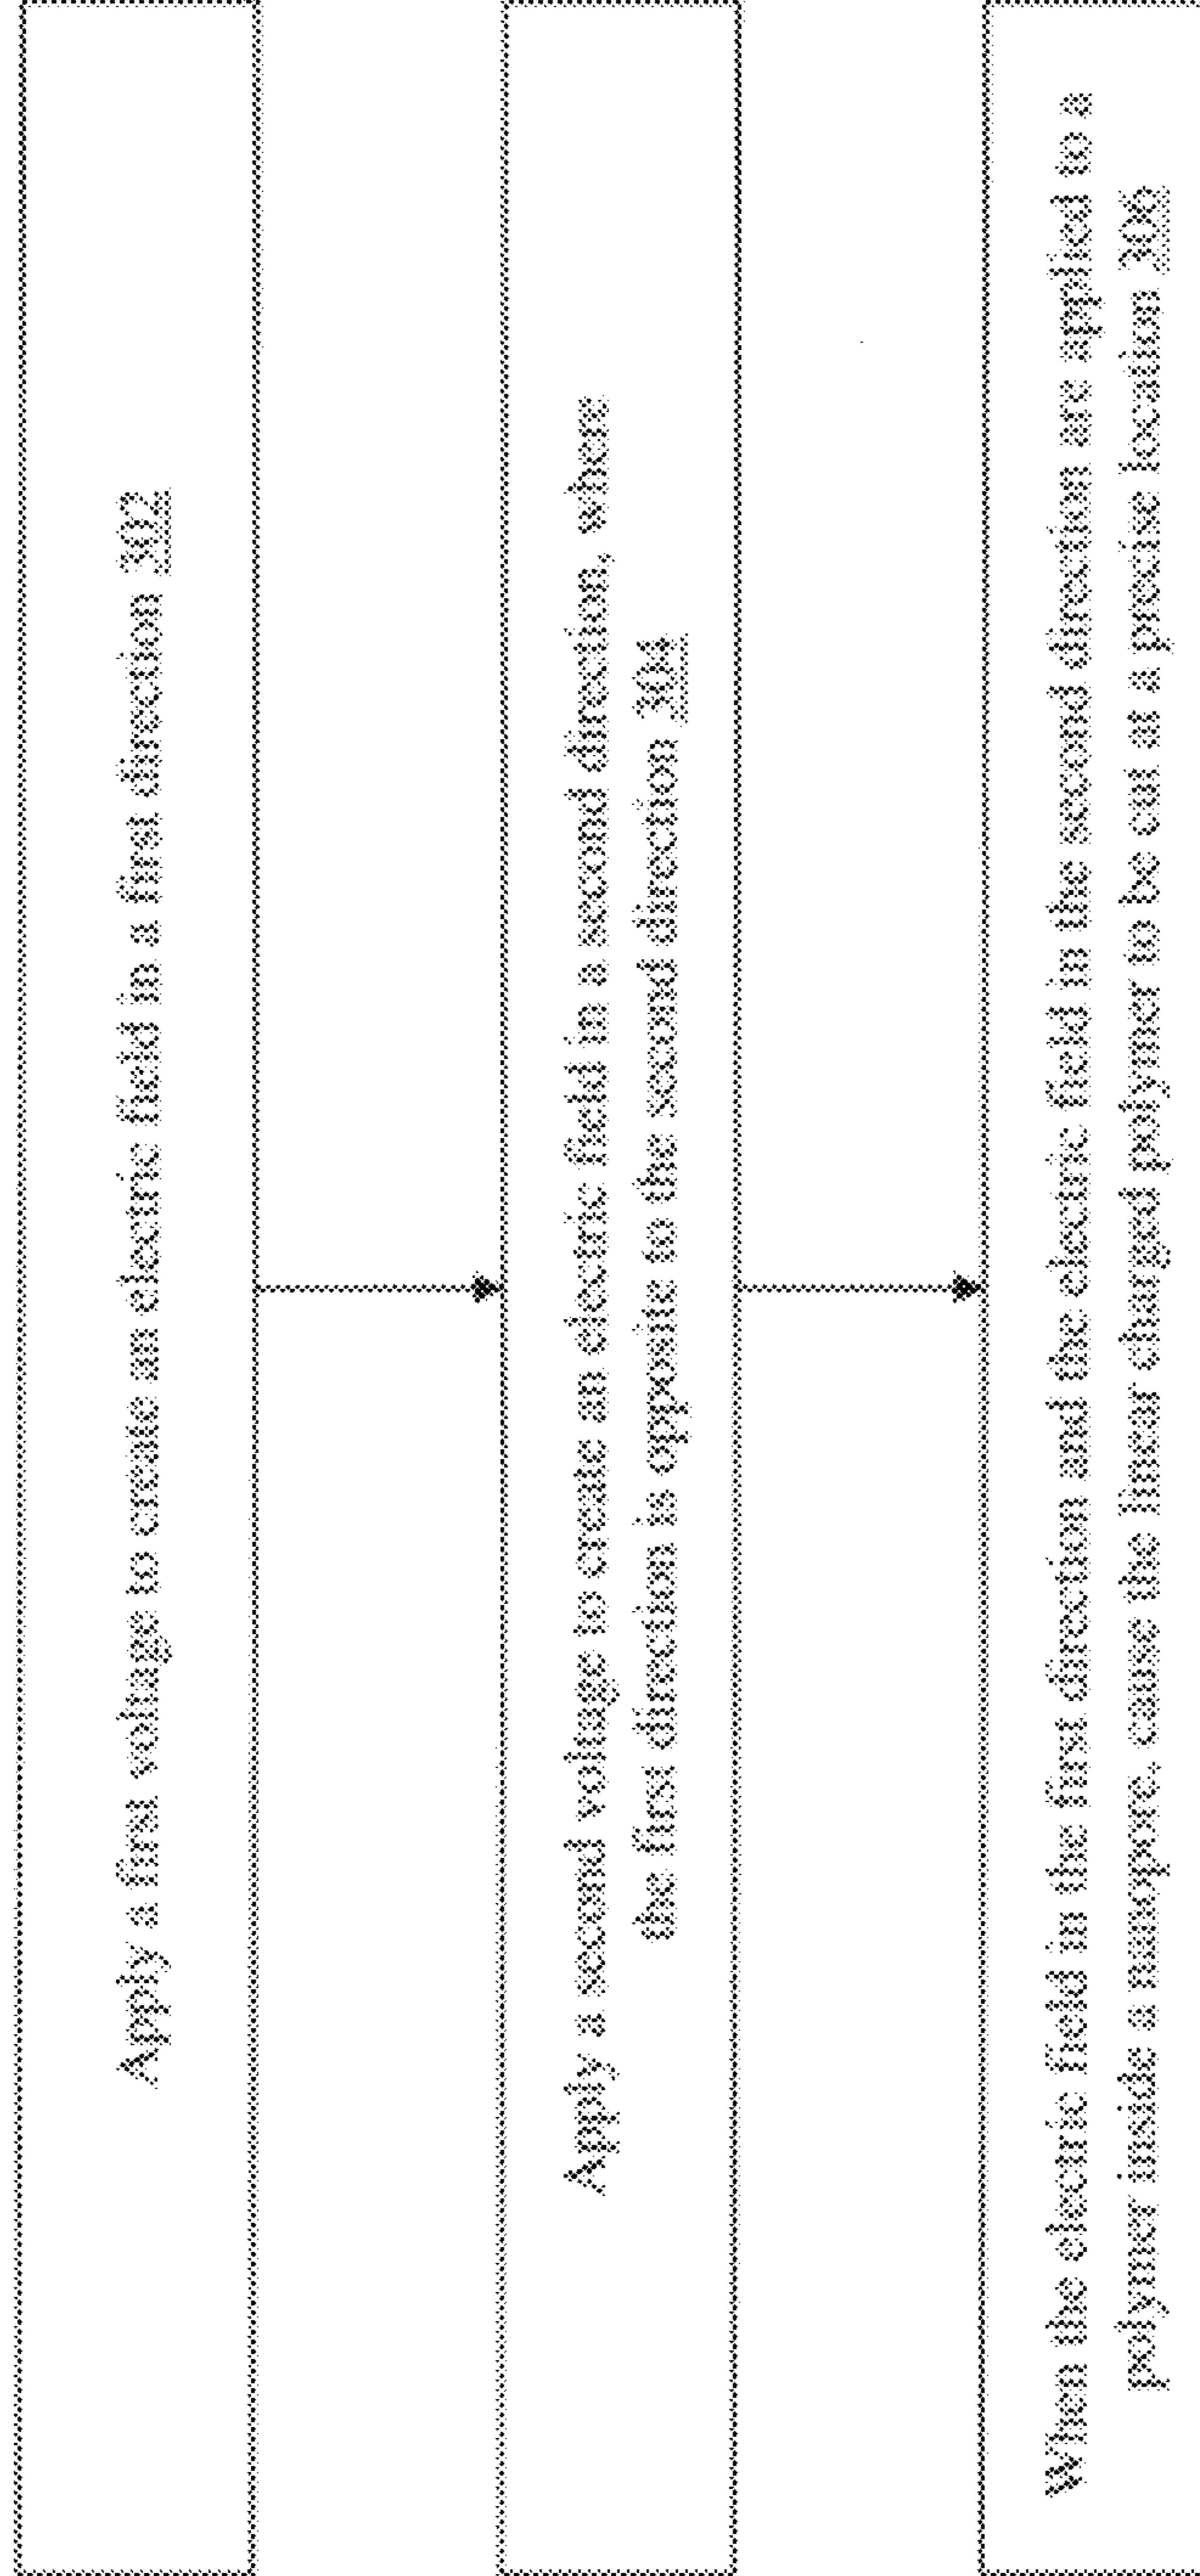 Apply a first voltage to create an electric field in a first direction 302
Apply a second voltage to create an electric field in a second direction, where
the first direction is opposite to the second direction 304
When the electric field in the first direction and the electric field in the second direction are applied to a
polymer inside a nanopore, cause the linear charged polymer to be cut at a precise location 306